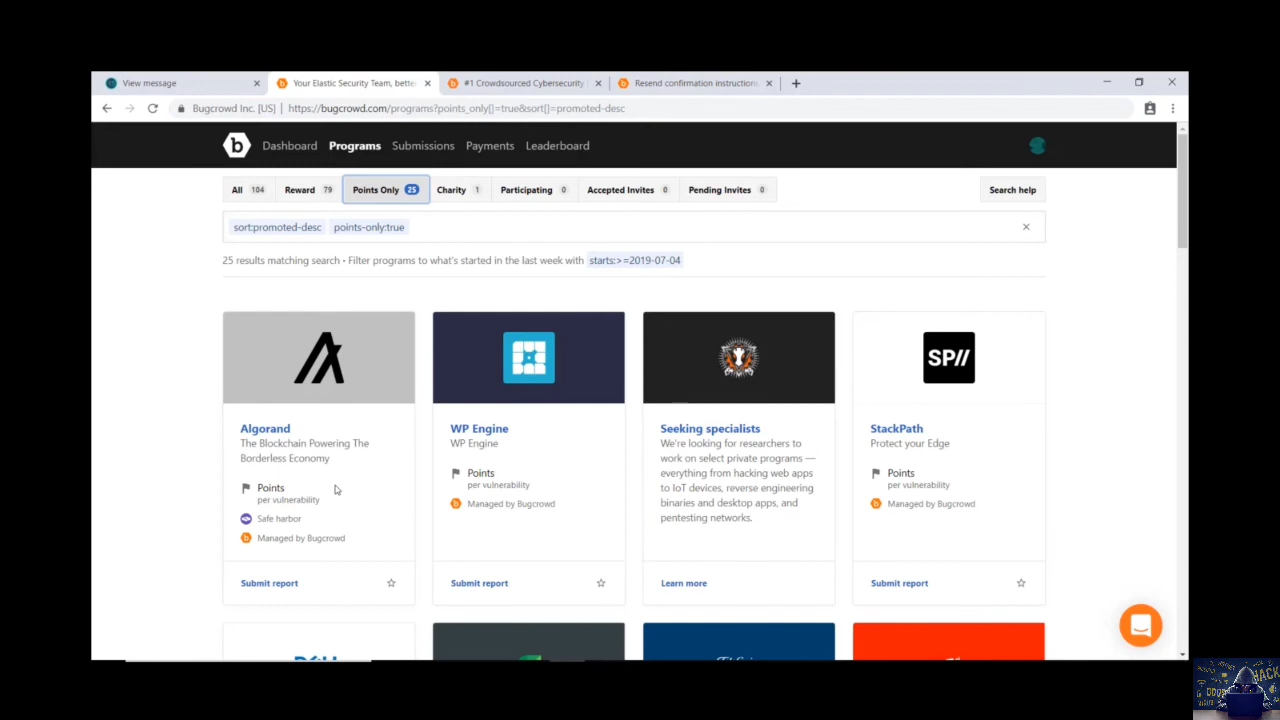 View message
Your Elastic Security Team, bette
#1 Crowdsourced Cybersecurity
Resend confirmation instruction
Bugcrowd Inc. [US] | https://bugcrowd.com/programs?points_only[]=true&sort[]=promoted-desc
b Dashboard Programs Submissions Payments Leaderboard
All 104 Reward 79 Points Only 25 Charity 1 Participating 0 Accepted Invites 0 Pending Invites 0 Search help
sort:promoted-desc points-only:true
25 results matching search • Filter programs to what's started in the last week with starts:>=2019-07-04
Algorand
The Blockchain Powering The
Borderless Economy
Points
per vulnerability
Safe harbor
Managed by Bugcrowd
Submit report
WP Engine
WP Engine
Points
per vulnerability
Managed by Bugcrowd
Submit report
Seeking specialists
We're looking for researchers to
work on select private programs —
everything from hacking web apps
to IoT devices, reverse engineering
binaries and desktop apps, and
pentesting networks.
Learn more
SP//
StackPath
Protect your Edge
Points
per vulnerability
Managed by Bugcrowd
Submit report
HACK